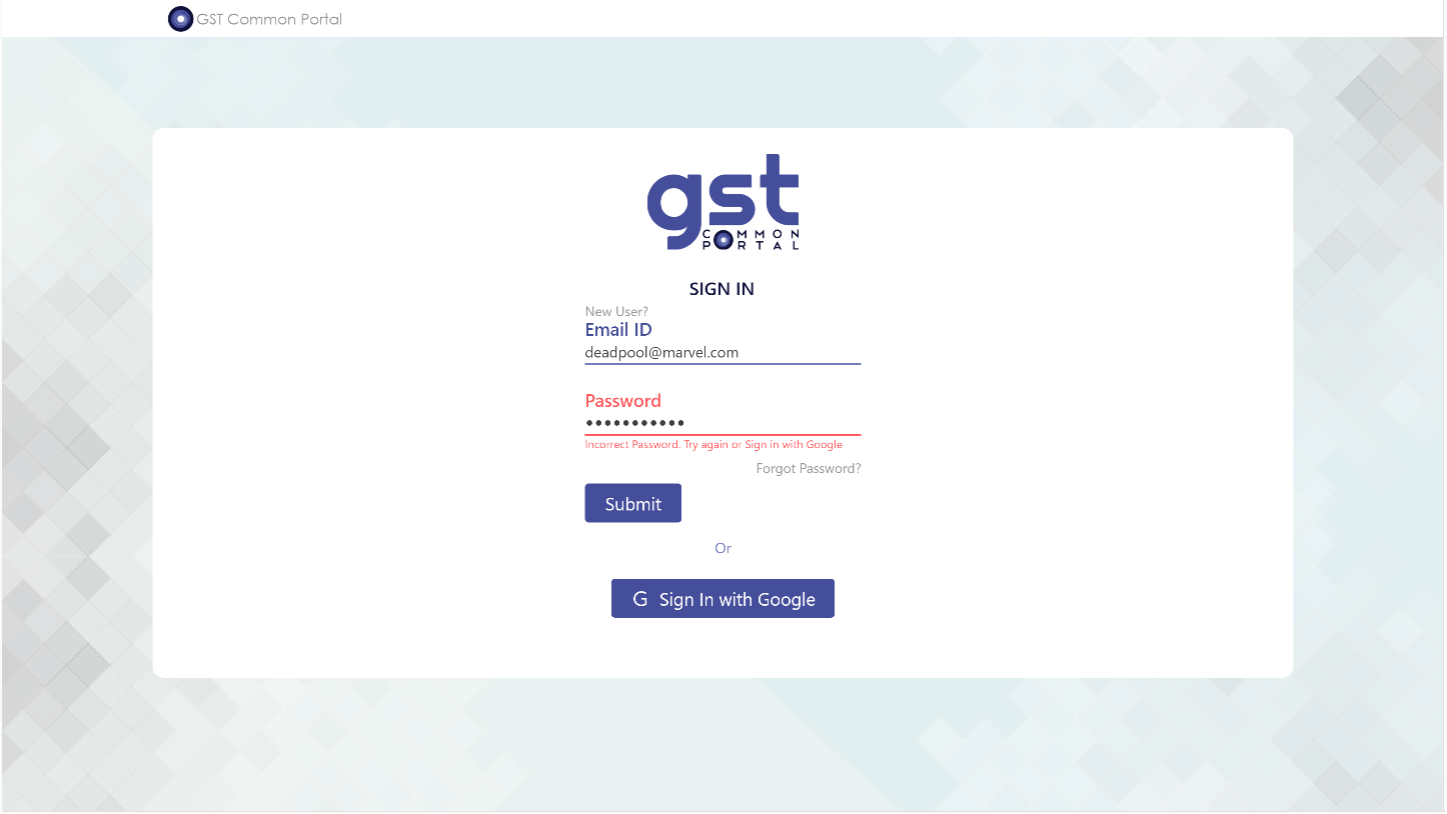 GST Common Portal
gst
COMMON
PORTAL
SIGN IN
New User?
Email ID
deadpool@marvel.com
Password
•••••••••••
Incorrect Password. Try again or Sign in with Google
Forgot Password?
Submit
Or
G Sign In with Google